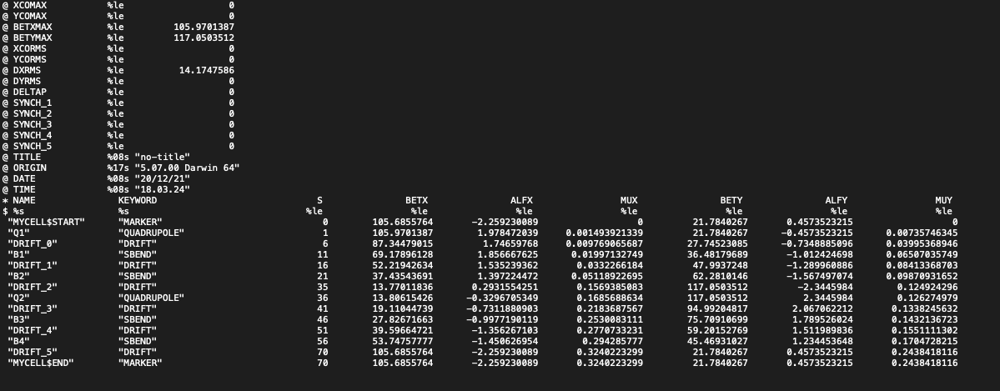 @ XCOMAX %le 0
@ YCOMAX %le 0
@ BETXMAX %le 105.9701387
@ BETYMAX %le 117.0503512
@ XCORMS %le 0
@ YCORMS %le 0
@ DXRMS %le 14.1747586
@ DYRMS %le 0
@ DELTAP %le 0
@ SYNCH_1 %le 0
@ SYNCH_2 %le 0
@ SYNCH_3 %le 0
@ SYNCH_4 %le 0
@ SYNCH_5 %le 0
@ TITLE %08s "no-title"
@ ORIGIN %17s "5.07.00 Darwin 64"
@ DATE %08s "20/12/21"
@ TIME %08s "18.03.24"
* NAME KEYWORD S BETX ALFX MUX BETY ALFY MUY
$ %s %s %le %le %le %le %le %le %le
"MYCELL$START" "MARKER" 0 105.6855764 -2.259230089 0 21.7840267 0.4573523215 0
"Q1" "QUADRUPOLE" 1 105.9701387 1.978472039 0.001493921339 21.7840267 -0.4573523215 0.00735746345
"DRIFT_0" "DRIFT" 6 87.34479015 1.74659768 0.009769065687 27.74523085 -0.7348885096 0.03995368946
"B1" "SBEND" 11 69.17896128 1.856667625 0.01997132749 36.48179689 -1.012424698 0.06507035749
"DRIFT_1" "DRIFT" 16 52.21942634 1.535239362 0.0332266184 47.9937248 -1.289960886 0.08413368703
"B2" "SBEND" 21 37.43543691 1.397224472 0.05118922695 62.2810146 -1.567497074 0.09870931652
"DRIFT_2" "DRIFT" 35 13.77011836 0.2931554251 0.1569385083 117.0503512 -2.3445984 0.124924296
"Q2" "QUADRUPOLE" 36 13.80615426 -0.3296705349 0.1685688634 117.0503512 2.3445984 0.126274979
"DRIFT_3" "DRIFT" 41 19.11044739 -0.7311880903 0.2183687567 94.99204817 2.067062212 0.1338245632
"B3" "SBEND" 46 27.82671663 -0.9977190119 0.2530083111 75.70910699 1.789526024 0.1432136723
"DRIFT_4" "DRIFT" 51 39.59664721 -1.356267103 0.2770733231 59.20152769 1.511989836 0.1551111302
"B4" "SBEND" 56 53.74757777 -1.450626954 0.294285777 45.46931027 1.234453648 0.1704728215
"DRIFT_5" "DRIFT" 70 105.6855764 -2.259230089 0.3240223299 21.7840267 0.4573523215 0.2438418116
"MYCELL$END" "MARKER" 70 105.6855764 -2.259230089 0.3240223299 21.7840267 0.4573523215 0.2438418116